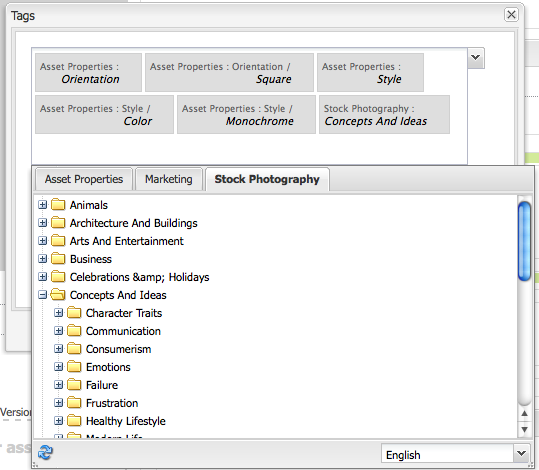 Tags
Asset Properties :
Orientation
Asset Properties : Orientation /
Square
Asset Properties :
Style
Asset Properties : Style /
Color
Asset Properties : Style /
Monochrome
Stock Photography :
Concepts And Ideas
Asset Properties Marketing Stock Photography
Animals
Architecture And Buildings
Arts And Entertainment
Business
Celebrations &amp; Holidays
Concepts And Ideas
Character Traits
Communication
Consumerism
Emotions
Failure
Frustration
Healthy Lifestyle
Modern Life
Version
r ass
English